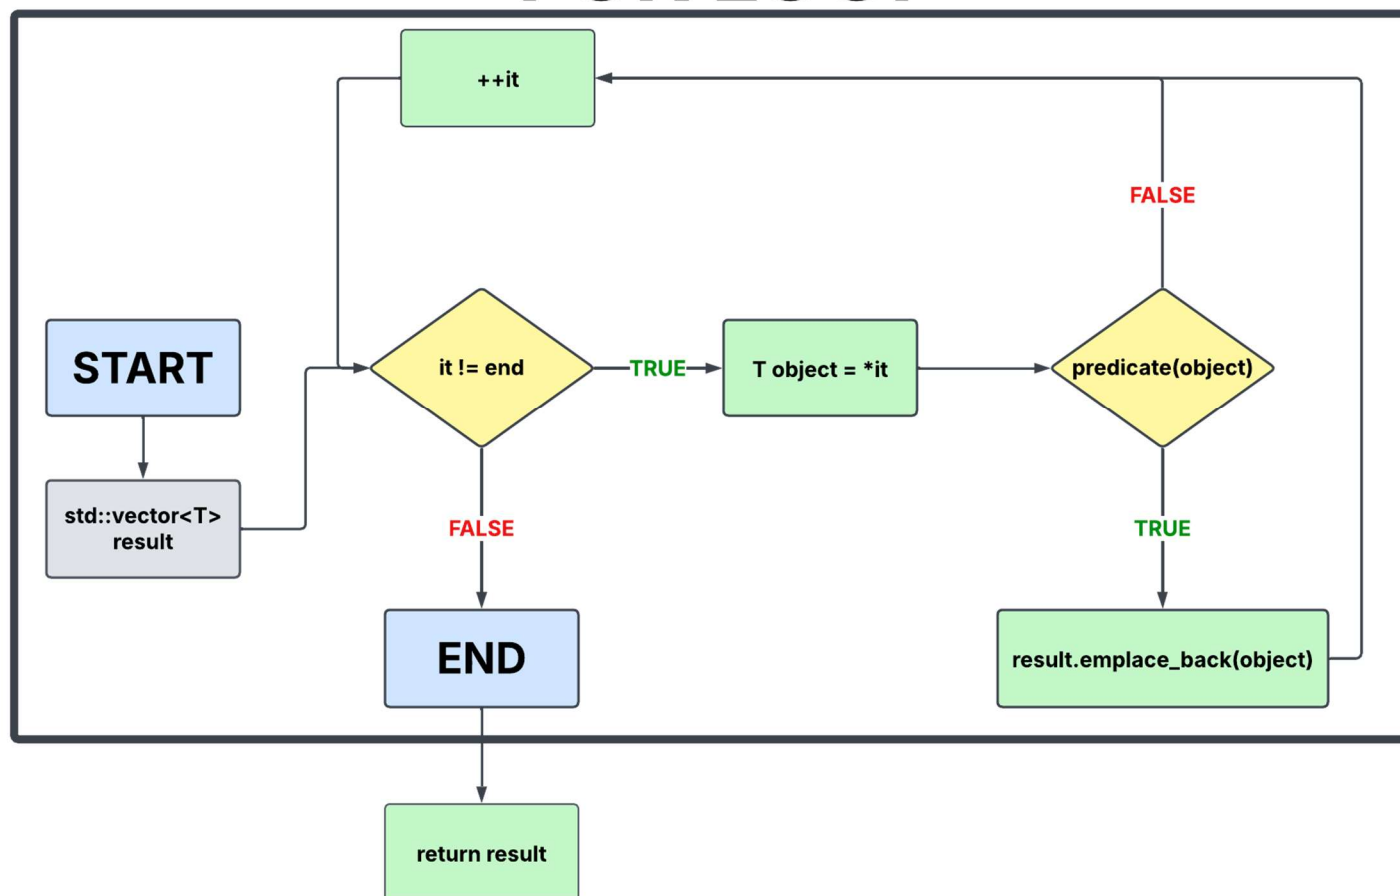 ++it
FALSE
START
it != end
TRUE
T object = *it
predicate(object)
std::vector<T>
result
FALSE
TRUE
END
result.emplace_back(object)
return result